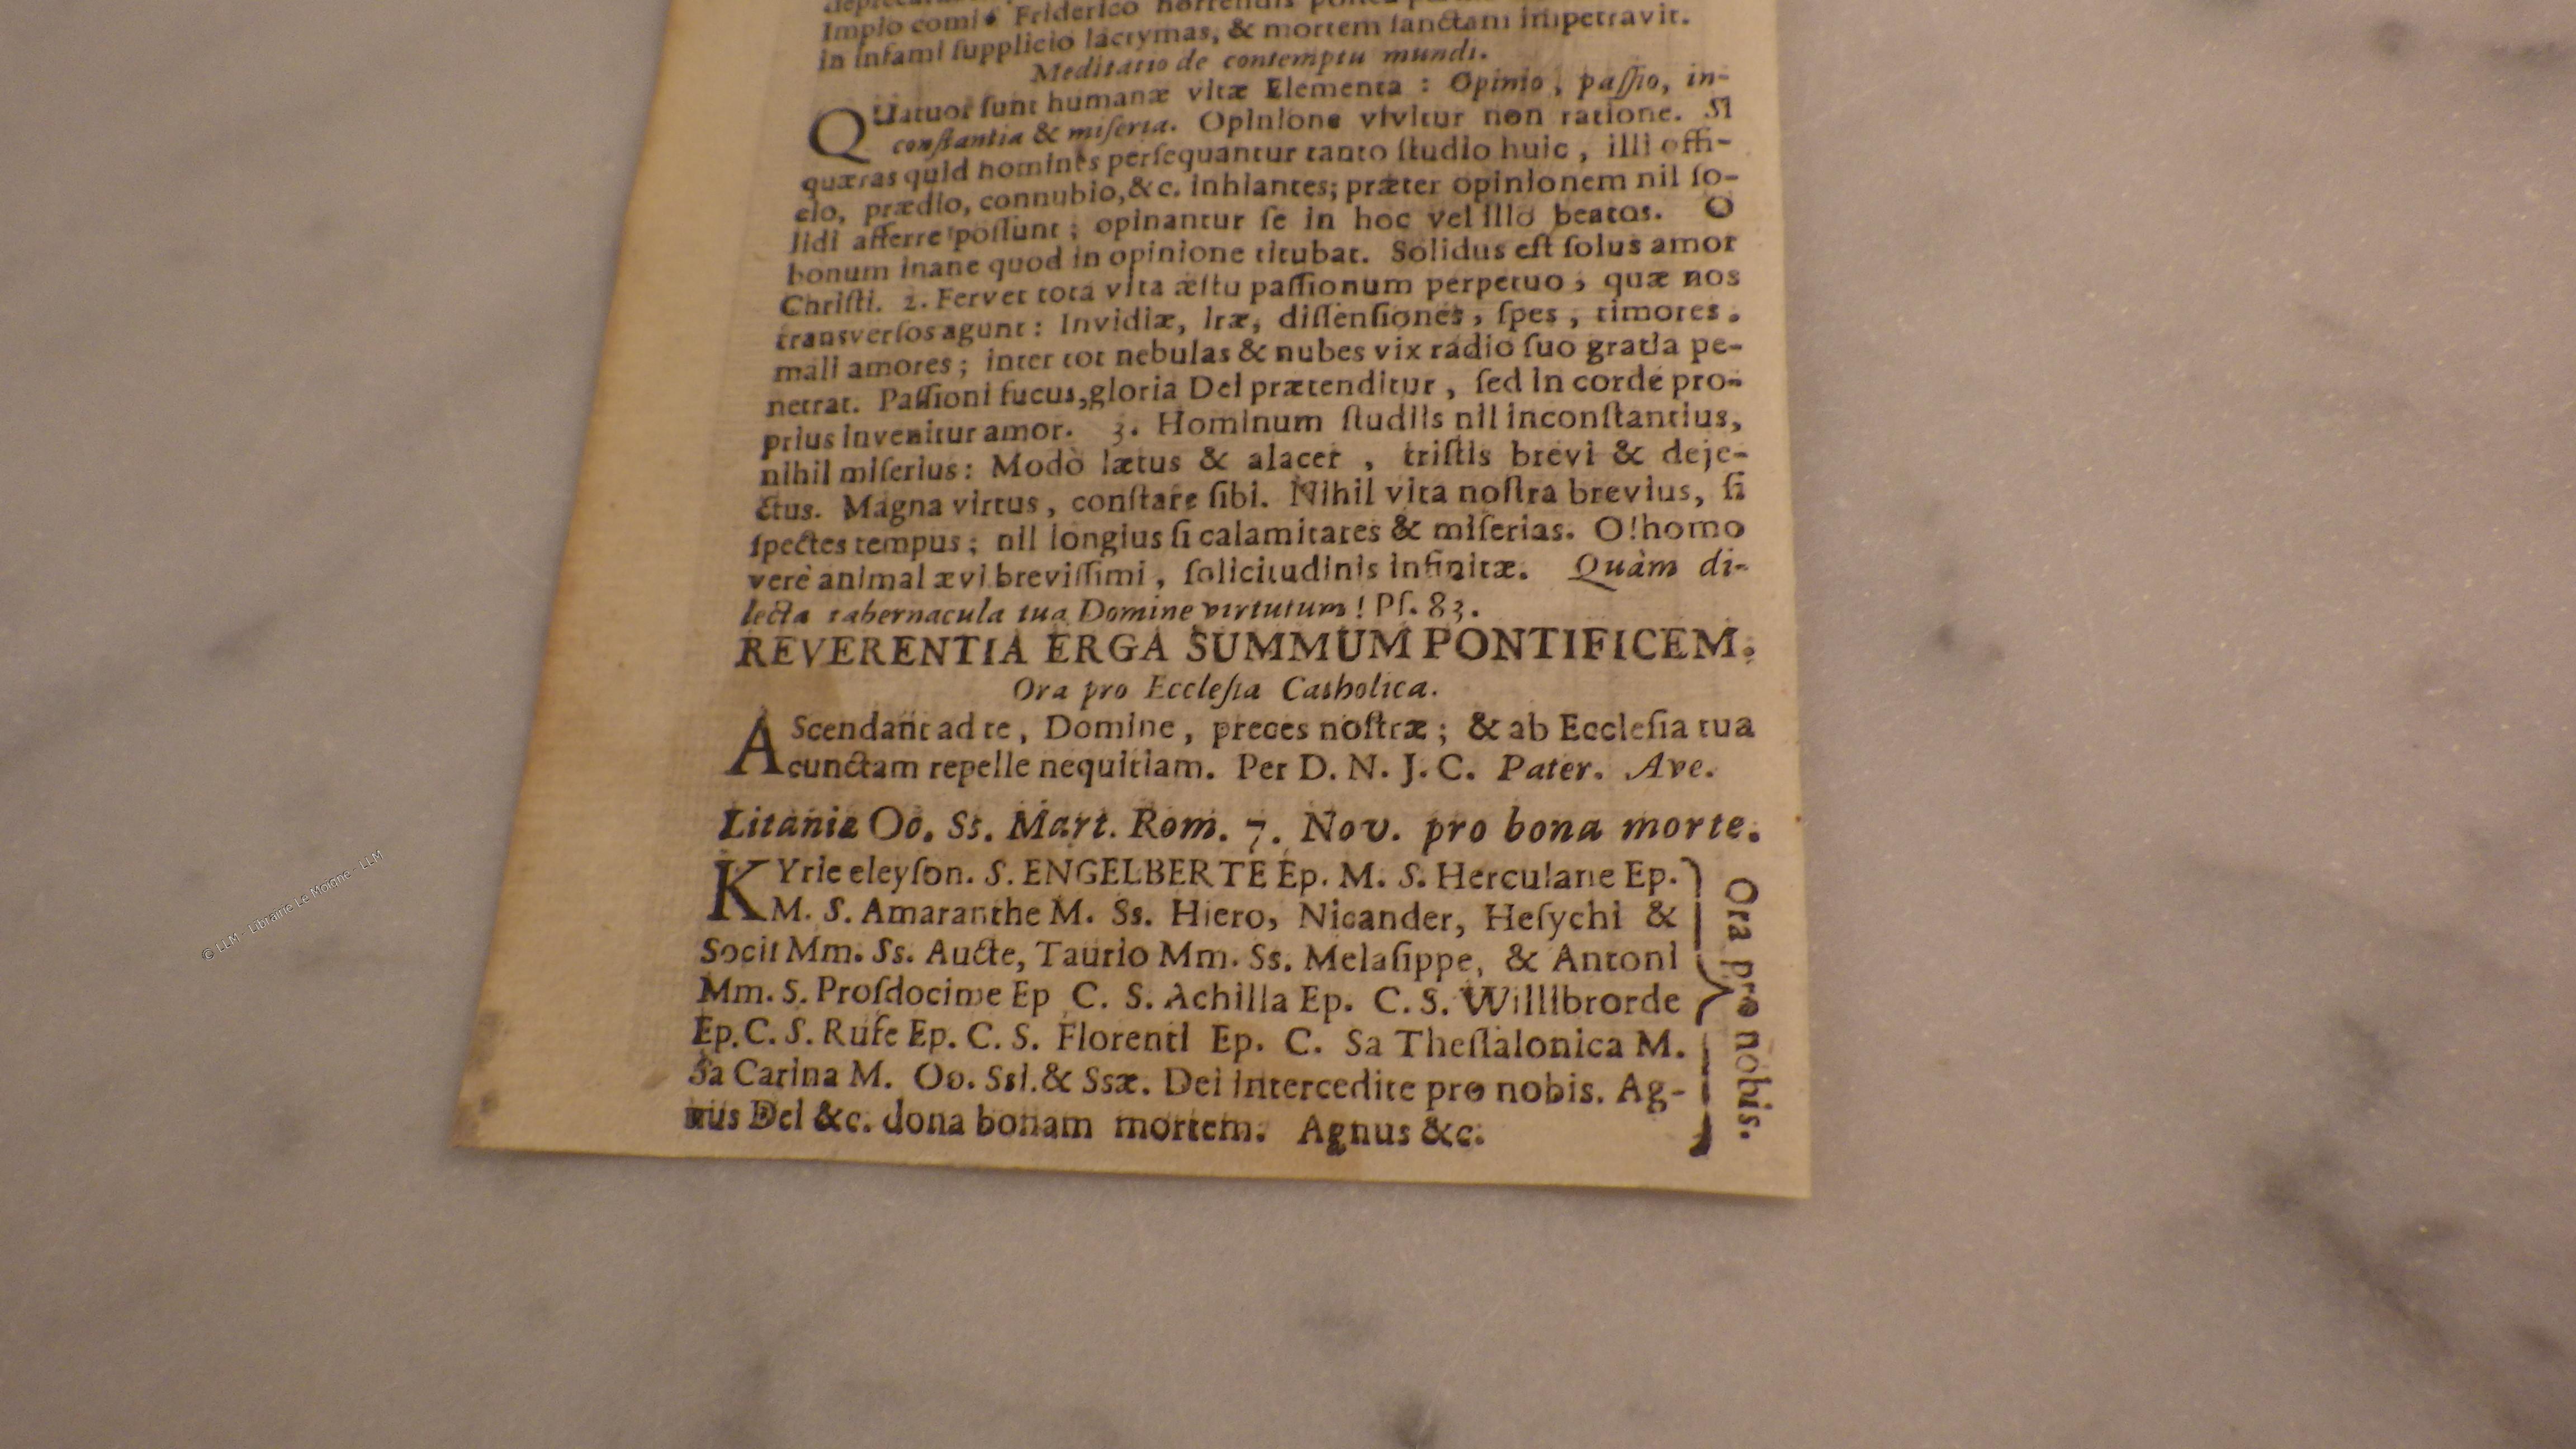 Impio comiti Friderico horrendis
in infami ſupplicio lacrymas, & mortem ſanctam impetravit.
Meditatio de contemptu mundi.
QUatuor ſunt humanæ vitæ Elementa : Opinio, paſſio, in-
conſtantia & miſeria. Opinione vivitur non ratione. Si
quæras quid homines perſequantur tanto ſtudio huic, illi offi-
cio, prædio, connubio,&c. inhiantes; præter opinionem nil ſo-
lidi afferre poſſunt ; opinantur ſe in hoc vel illo beatos. O
bonum inane quod in opinione titubat. Solidus eſt ſolus amor
Chriſti. 2. Fervet tota vita æſtu paſſionum perpetuo ; quæ nos
tranſverſos agunt : Invidiæ, Iræ, diſſenſiones, ſpes, timores.
mali amores ; inter tot nebulas & nubes vix radio ſuo gratia pe-
netrat. Paſſioni fucus,gloria Dei prætenditur, ſed in corde pro-
prius invenitur amor. 3. Hominum ſtudiis nil inconſtantius,
nihil miſerius : Modò lætus & alacer, triſtis brevi & deje-
ctus. Magna virtus, conſtare ſibi. Nihil vita noſtra brevius, ſi
ſpectes tempus ; nil longius ſi calamitates & miſerias. O!homo
verè animal ævi breviſſimi, ſolicitudinis infinitæ. Quàm di-
lecta tabernacula tua Domine virtutum ! Pſ. 83.
REVERENTIA ERGA SUMMUM PONTIFICEM.
Ora pro Eccleſia Catholica.
AScendant ad te, Domine, preces noſtræ ; & ab Eccleſia tua
cunctam repelle nequitiam. Per D. N. J. C. Pater. Ave.
Litaniæ Oo. Ss. Mart. Rom. 7. Nov. pro bona morte.
KYrie eleyſon. S. ENGELBERTE Ep. M. S. Herculane Ep.
M. S. Amaranthe M. Ss. Hiero, Nicander, Heſychi &
Socii Mm. Ss. Aucte, Taurio Mm. Ss. Melaſippe, & Antoni
Mm. S. Proſdocime Ep C. S. Achilla Ep. C. S. Willibrorde
Ep. C. S. Rufe Ep. C. S. Florenti Ep. C. Sa Theſſalonica M.
Sa Carina M. Oo. Ssi. & Ssæ. Dei intercedite pro nobis. Ag-
nus Dei &c. dona bonam mortem. Agnus &c.
Ora pro nobis.
© LLM - Librairie Le Moigne - LLM